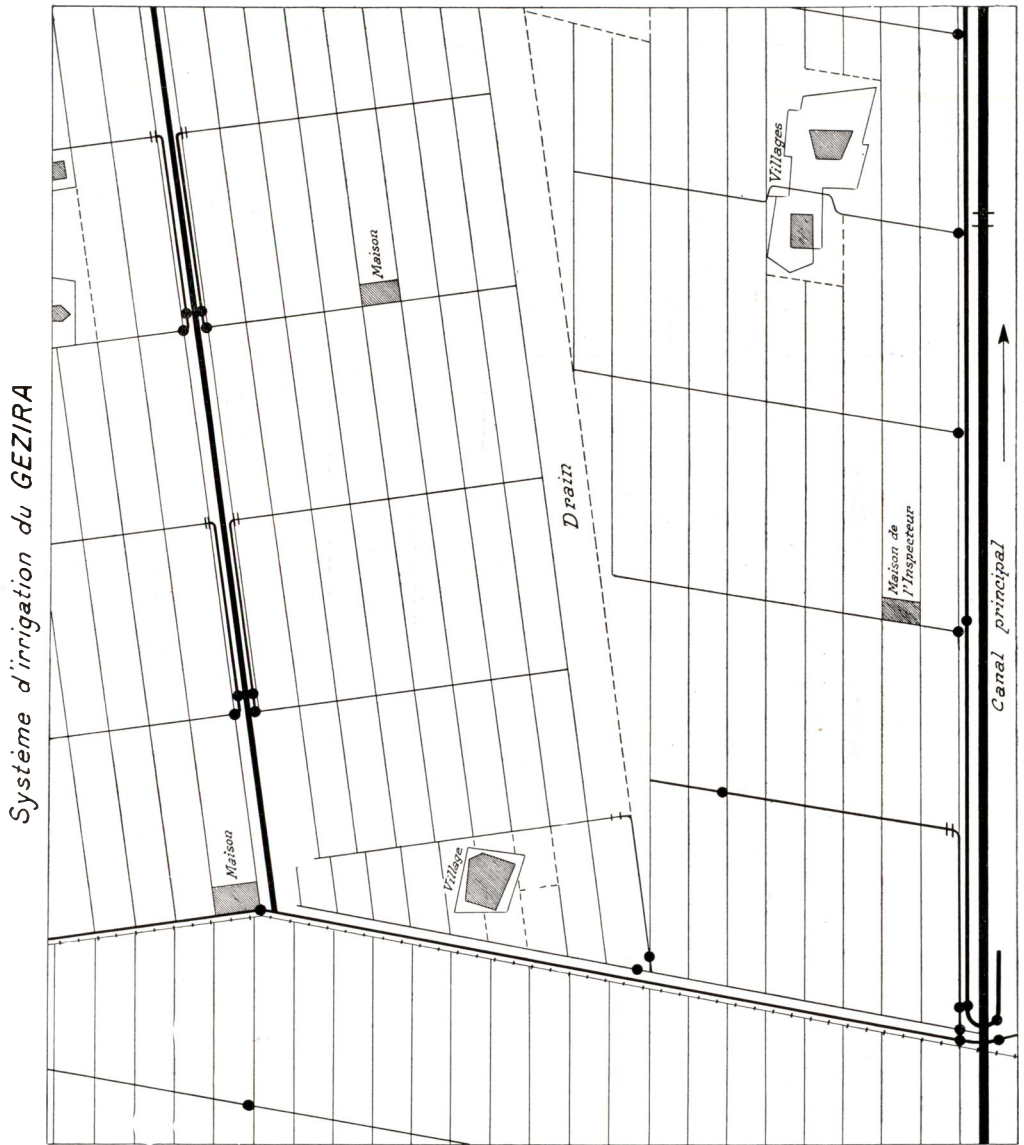 Système d'irrigation du GEZIRA
Villages
Maison
Drain
Maison de
l'Inspecteur
Canal principal
Maison
Village